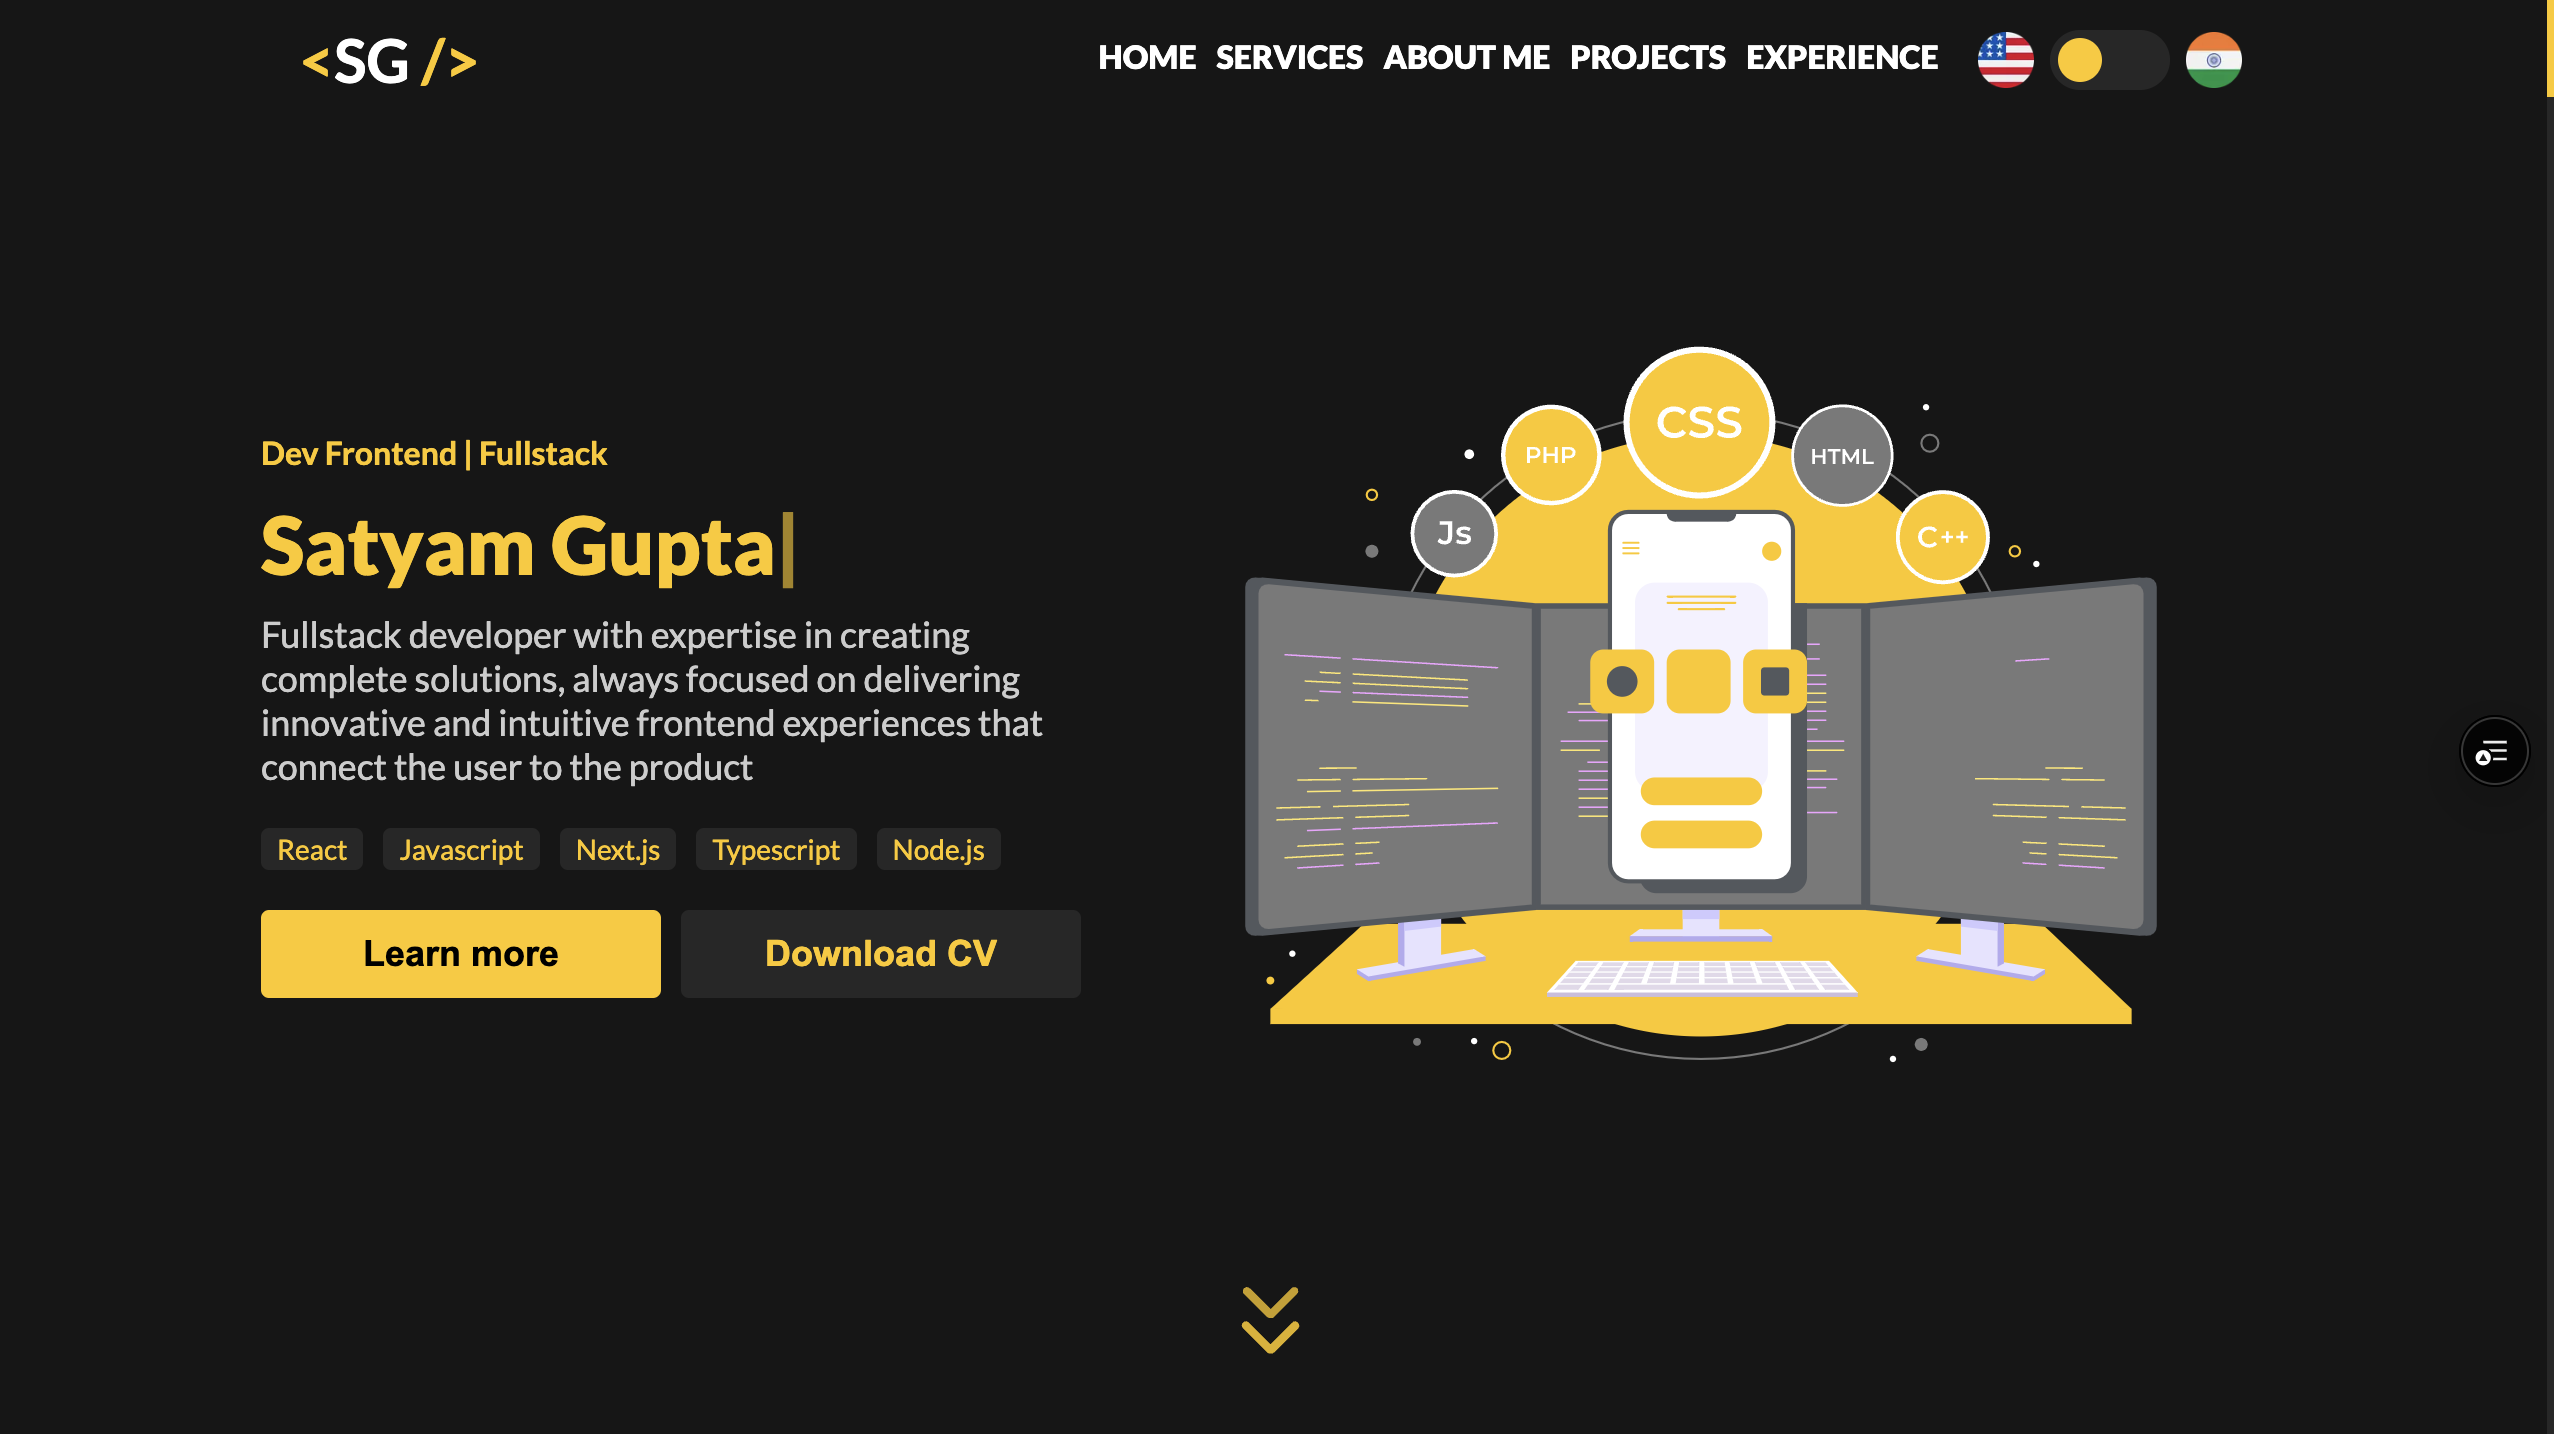 <SG />
HOME SERVICES ABOUT ME PROJECTS EXPERIENCE
Dev Frontend | Fullstack
Satyam Gupta
Fullstack developer with expertise in creating
complete solutions, always focused on delivering
innovative and intuitive frontend experiences that
connect the user to the product
React Javascript Next.js Typescript Node.js
Learn more Download CV
CSS
PHP
HTML
Js
C++